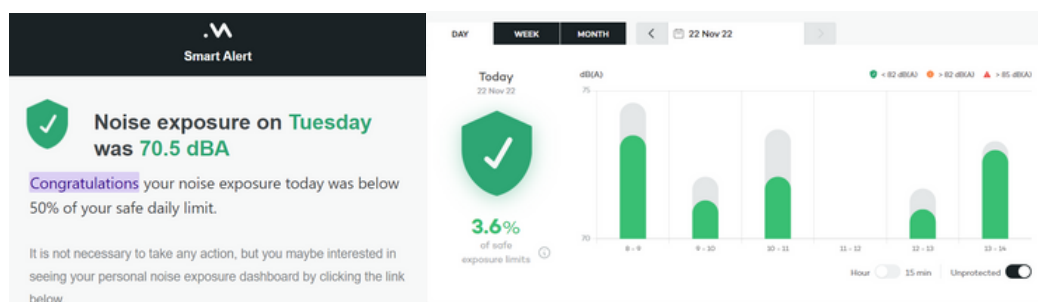 Smart Alert
Noise exposure on Tuesday
was 70.5 dBA
Congratulations your noise exposure today was below
50% of your safe daily limit.
It is not necessary to take any action, but you maybe interested in
seeing your personal noise exposure dashboard by clicking the link
below
DAY WEEK MONTH 22 Nov 22
Today
22 Nov 22
3.6%
of safe
exposure limits
dB(A)
< 82 dB(A) > 82 dB(A) > 85 dB(A)
75
70
8 - 9 9 - 10 10 - 11 11 - 12 12 - 13 13 - 14
Hour 15 min Unprotected